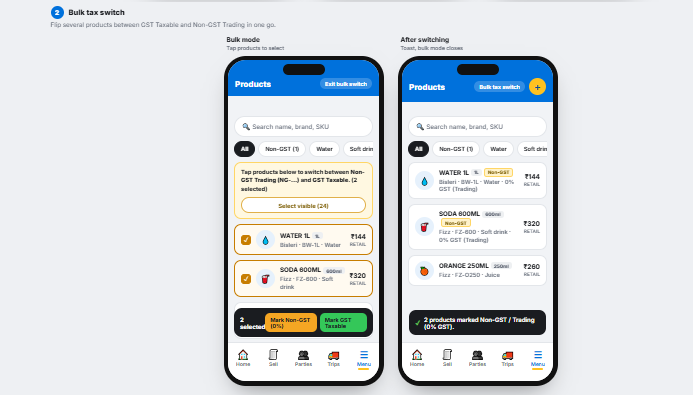 2 Bulk tax switch
Flip several products between GST Taxable and Non-GST Trading in one go.
Bulk mode
Tap products to select
Products
Exit bulk switch
Search name, brand, SKU
All
Non-GST (1)
Water
Soft drin
Tap products below to switch between Non-
GST Trading (NG-...) and GST Taxable. (2
selected)
Select visible (24)
WATER 1L 1L
Bisleri · BW-1L · Water
₹144
RETAIL
SODA 600ML 600ml
Fizz · FZ-600 · Soft
drink
₹320
RETAIL
2
selected
Mark Non-GST
(0%)
Mark GST
Taxable
Home
Sell
Parties
Trips
Menu
After switching
Toast, bulk mode closes
Products
Bulk tax switch
+
Search name, brand, SKU
All
Non-GST (1)
Water
Soft drin
WATER 1L 1L Non-GST
Bisleri · BW-1L · Water · 0%
GST (Trading)
₹144
RETAIL
SODA 600ML 600ml
Non-GST
Fizz · FZ-600 · Soft drink ·
0% GST (Trading)
₹320
RETAIL
ORANGE 250ML 250ml
Fizz · FZ-O250 · Juice
₹260
RETAIL
✓ 2 products marked Non-GST / Trading
(0% GST).
Home
Sell
Parties
Trips
Menu